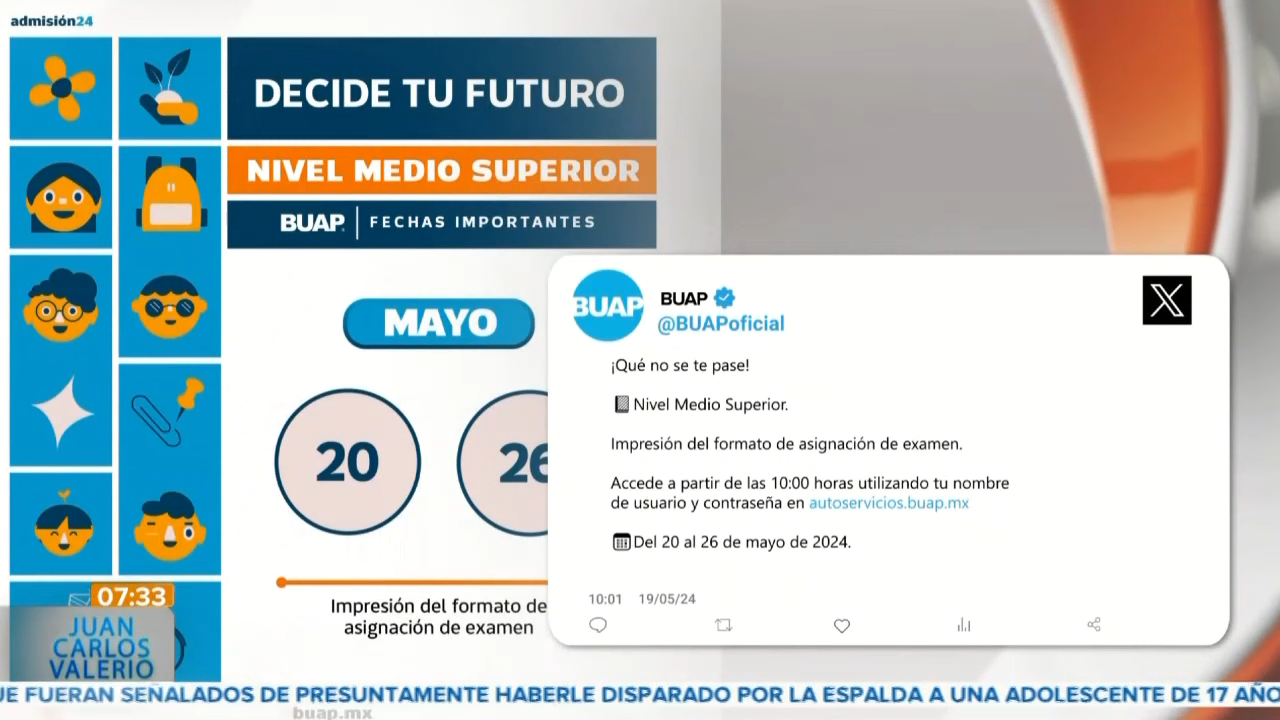 admisión24
DECIDE TU FUTURO
NIVEL MEDIO SUPERIOR
BUAP | FECHAS IMPORTANTES
MAYO
20
26
Impresión del formato de
asignación de examen
BUAP
BUAP
@BUAPoficial
X
¡Qué no se te pase!
Nivel Medio Superior.
Impresión del formato de asignación de examen.
Accede a partir de las 10:00 horas utilizando tu nombre
de usuario y contraseña en autoservicios.buap.mx
Del 20 al 26 de mayo de 2024.
10:01 19/05/24
07:33
JUAN
CARLOS
VALERIO
UE FUERAN SEÑALADOS DE PRESUNTAMENTE HABERLE DISPARADO POR LA ESPALDA A UNA ADOLESCENTE DE 17 AÑO
buap.mx